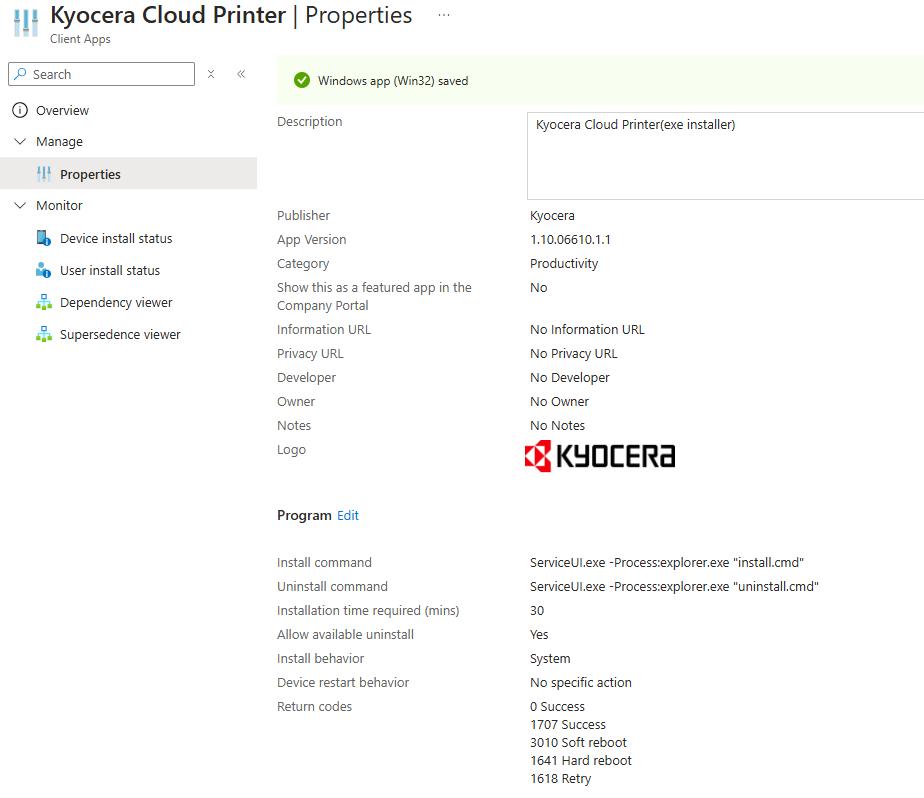 Kyocera Cloud Printer | Properties ...
Client Apps
Search
Windows app (Win32) saved
Overview
Manage
Properties
Monitor
Device install status
User install status
Dependency viewer
Supersedence viewer
Description
Kyocera Cloud Printer(exe installer)
Publisher Kyocera
App Version 1.10.06610.1.1
Category Productivity
Show this as a featured app in the No
Company Portal
Information URL No Information URL
Privacy URL No Privacy URL
Developer No Developer
Owner No Owner
Notes No Notes
Logo KYOCERA
Program Edit
Install command ServiceUI.exe -Process:explorer.exe "install.cmd"
Uninstall command ServiceUI.exe -Process:explorer.exe "uninstall.cmd"
Installation time required (mins) 30
Allow available uninstall Yes
Install behavior System
Device restart behavior No specific action
Return codes 0 Success
1707 Success
3010 Soft reboot
1641 Hard reboot
1618 Retry